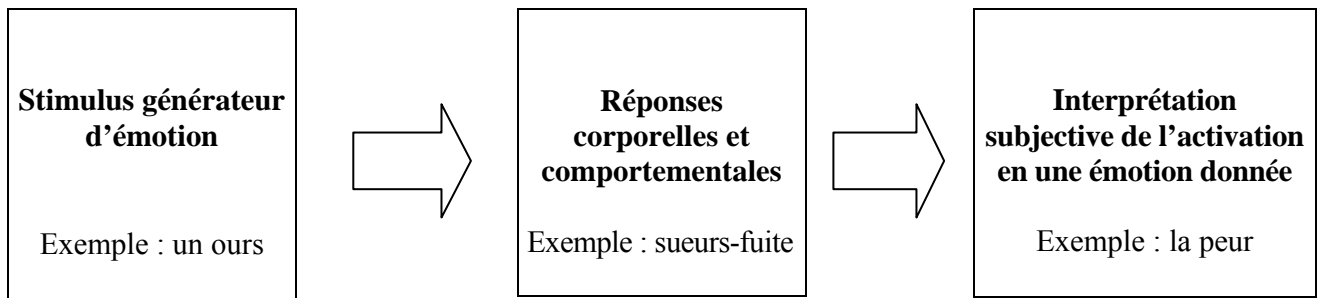 Stimulus générateur
d’émotion
Exemple : un ours
Réponses
corporelles et
comportementales
Exemple : sueurs-fuite
Interprétation
subjective de l’activation
en une émotion donnée
Exemple : la peur